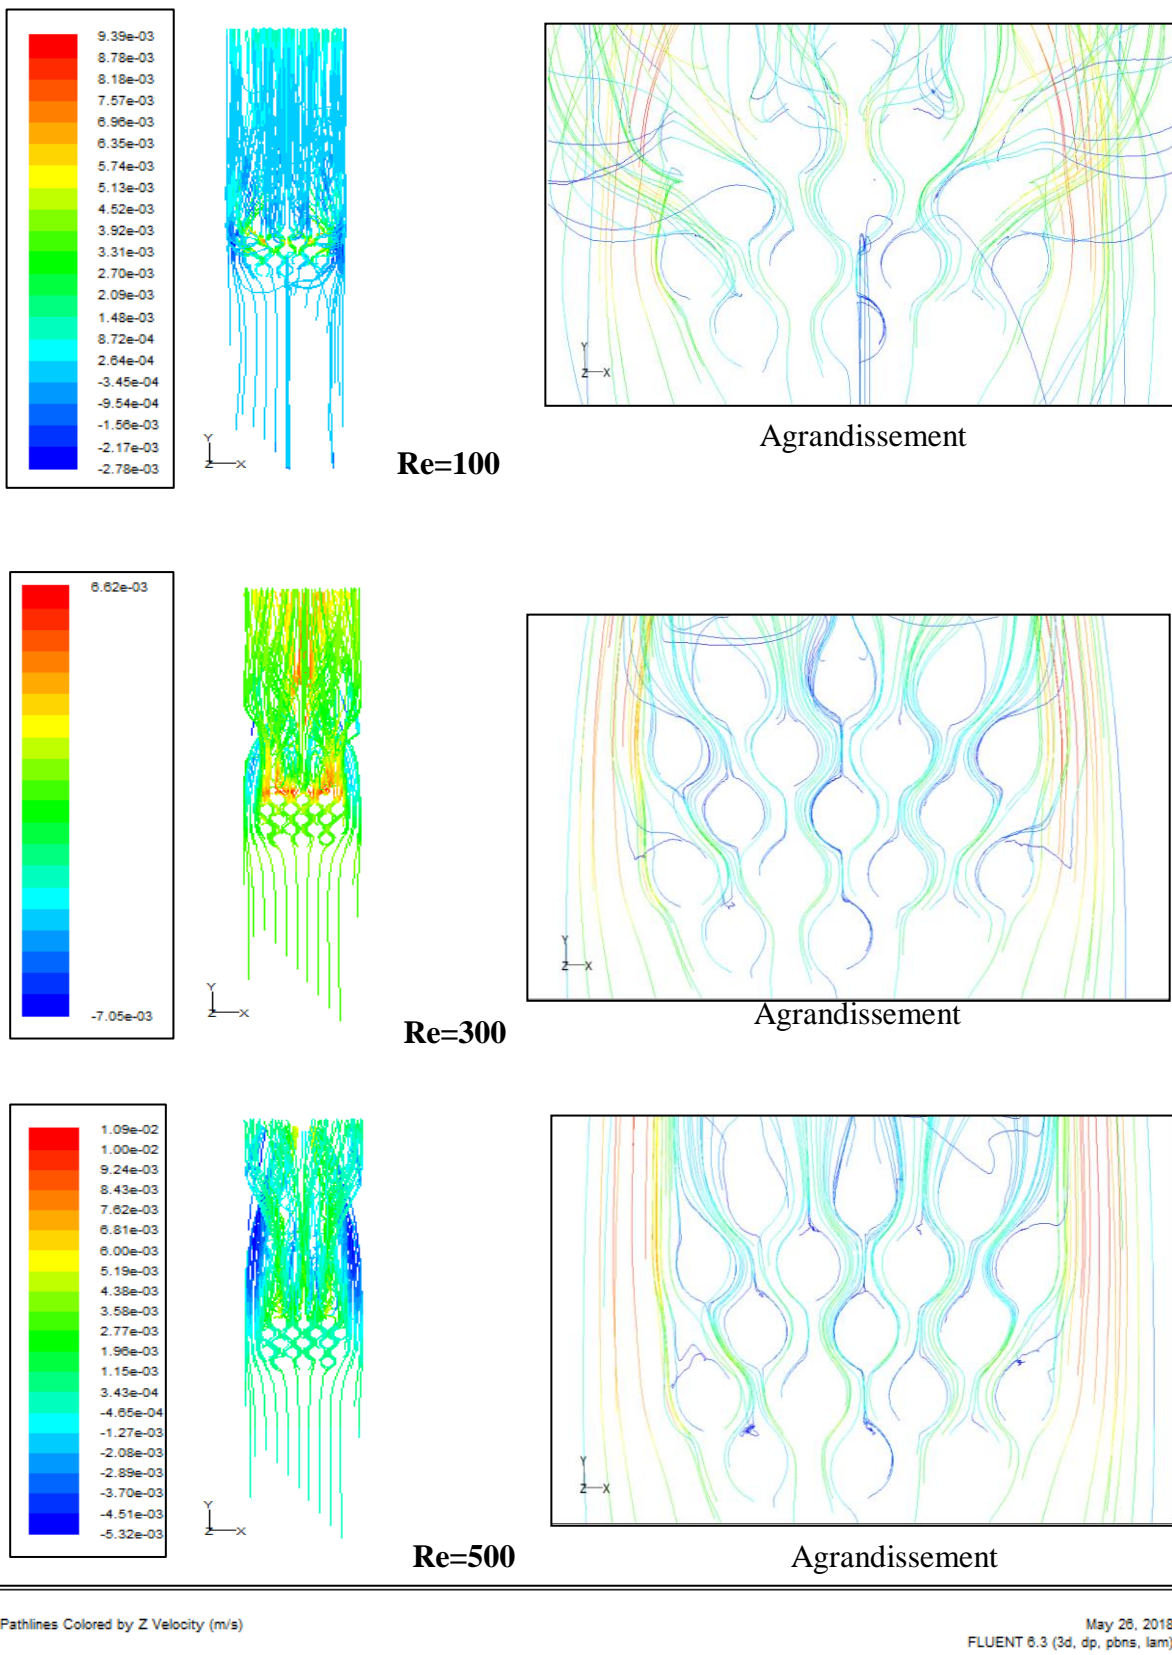 9.39e-03
8.78e-03
8.18e-03
7.57e-03
6.96e-03
6.35e-03
5.74e-03
5.13e-03
4.52e-03
3.92e-03
3.31e-03
2.70e-03
2.09e-03
1.48e-03
8.72e-04
2.64e-04
-3.45e-04
-9.54e-04
-1.56e-03
-2.17e-03
-2.78e-03
Y
Z X
Re=100
Y
Z X
Agrandissement
6.62e-03
-7.05e-03
Y
Z X
Re=300
Y
Z X
Agrandissement
1.09e-02
1.00e-02
9.24e-03
8.43e-03
7.62e-03
6.81e-03
6.00e-03
5.19e-03
4.38e-03
3.58e-03
2.77e-03
1.96e-03
1.15e-03
3.43e-04
-4.65e-04
-1.27e-03
-2.08e-03
-2.89e-03
-3.70e-03
-4.51e-03
-5.32e-03
Y
Z X
Re=500
Y
Z X
Agrandissement
Pathlines Colored by Z Velocity (m/s)
May 26, 2018
FLUENT 6.3 (3d, dp, pbns, lam)